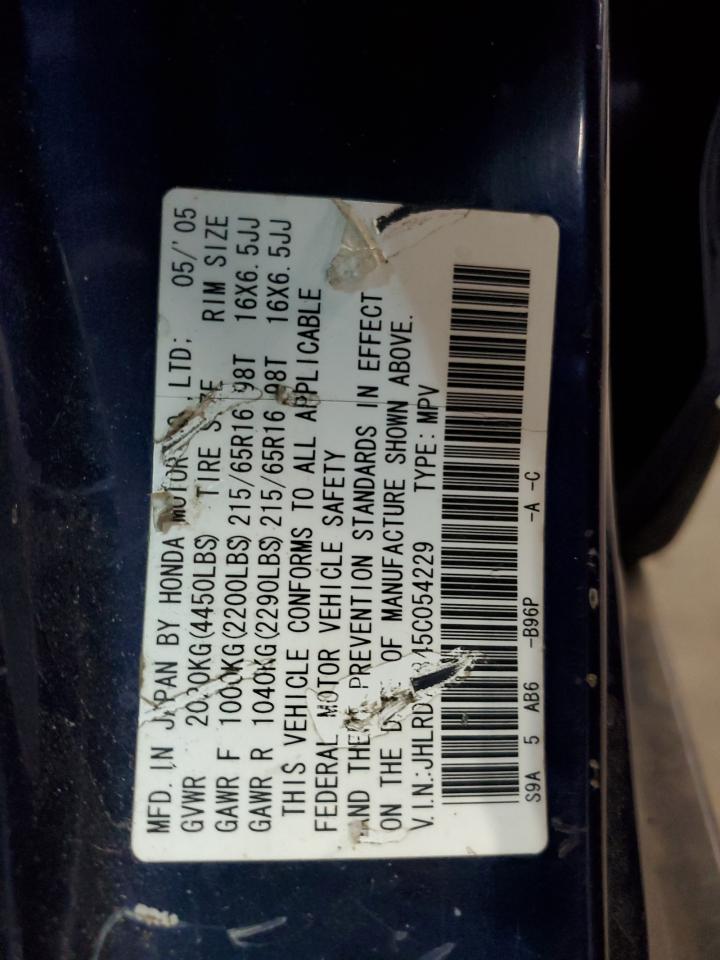 MFD. IN JAPAN BY HONDA MOTOR CO., LTD; 05/'05
GVWR 2020KG(4450LBS) TIRE SIZE RIM SIZE
GAWR F 1000KG(2200LBS) 215/65R16 98T 16X6.5JJ
GAWR R 1040KG(2290LBS) 215/65R16 98T 16X6.5JJ
THIS VEHICLE CONFORMS TO ALL APPLICABLE
FEDERAL MOTOR VEHICLE SAFETY
AND THEFT PREVENTION STANDARDS IN EFFECT
ON THE DATE OF MANUFACTURE SHOWN ABOVE.
V.I.N.: TYPE: MPV
S9A 5 AB6 -B96P -A -C